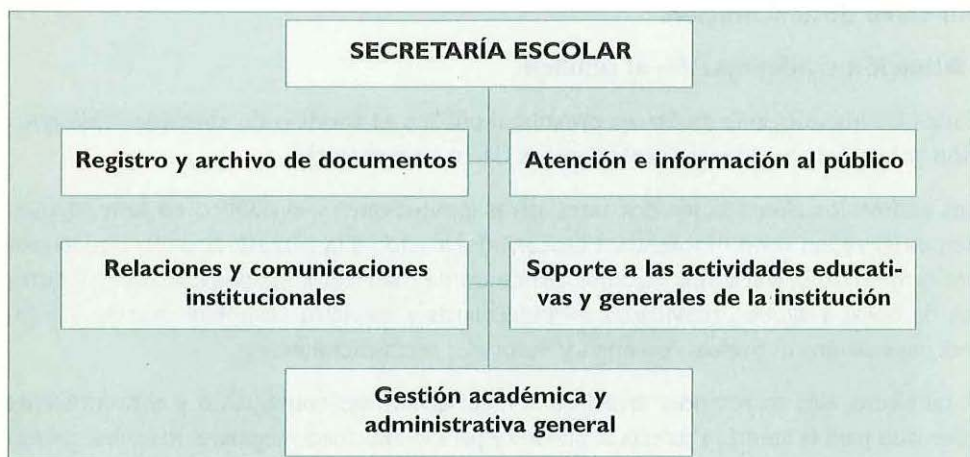 SECRETARÍA ESCOLAR
Registro y archivo de documentos
Atención e información al público
Relaciones y comunicaciones
institucionales
Soporte a las actividades educati-
vas y generales de la institución
Gestión académica y
administrativa general